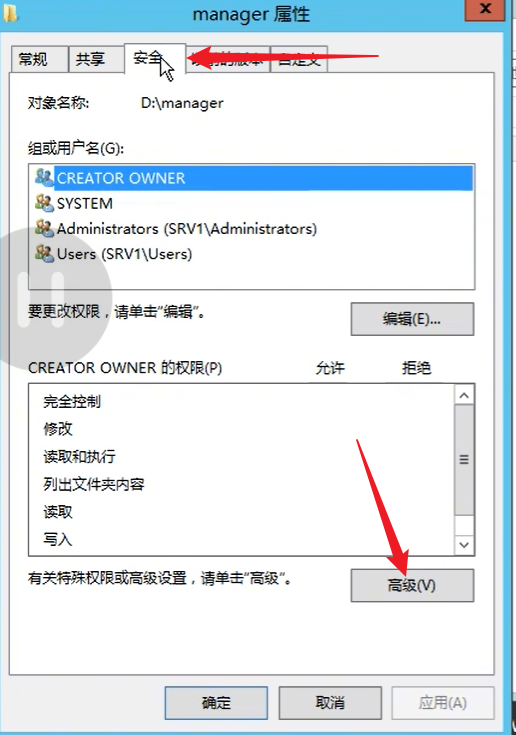 manager 属性
x
常规 共享 安全 自定义
对象名称: D:\manager
组或用户名(G):
CREATOR OWNER
SYSTEM
Administrators (SRV1\Administrators)
Users (SRV1\Users)
要更改权限，请单击"编辑"。
编辑(E)...
CREATOR OWNER 的权限(P) 允许 拒绝
完全控制
修改
读取和执行
列出文件夹内容
读取
写入
有关特殊权限或高级设置，请单击"高级"。
高级(V)
确定 取消 应用(A)